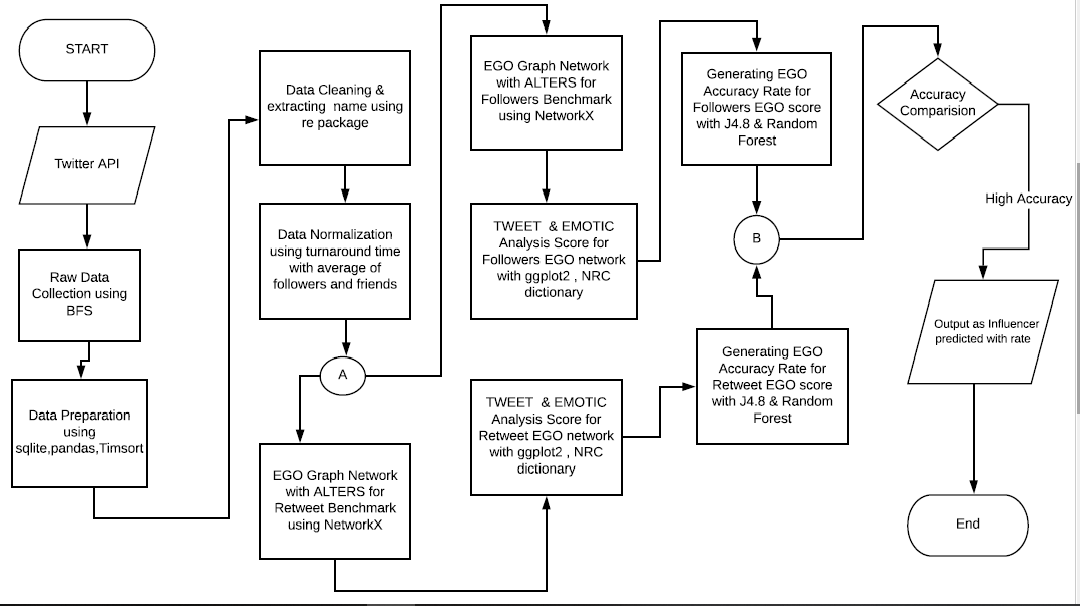 START
Twitter API
Raw Data
Collection using
BFS
Data Preparation
using
sqlite,pandas,Timsort
Data Cleaning &
extracting name using
re package
Data Normalization
using turnaround time
with average of
followers and friends
A
EGO Graph Network
with ALTERS for
Retweet Benchmark
using NetworkX
EGO Graph Network
with ALTERS for
Followers Benchmark
using NetworkX
TWEET & EMOTIC
Analysis Score for
Followers EGO network
with ggplot2 , NRC
dictionary
TWEET & EMOTIC
Analysis Score for
Retweet EGO network
with ggplot2 , NRC
dictionary
Generating EGO
Accuracy Rate for
Followers EGO score
with J4.8 & Random
Forest
B
Generating EGO
Accuracy Rate for
Retweet EGO score
with J4.8 & Random
Forest
Accuracy
Comparision
High Accuracy
Output as Influencer
predicted with rate
End